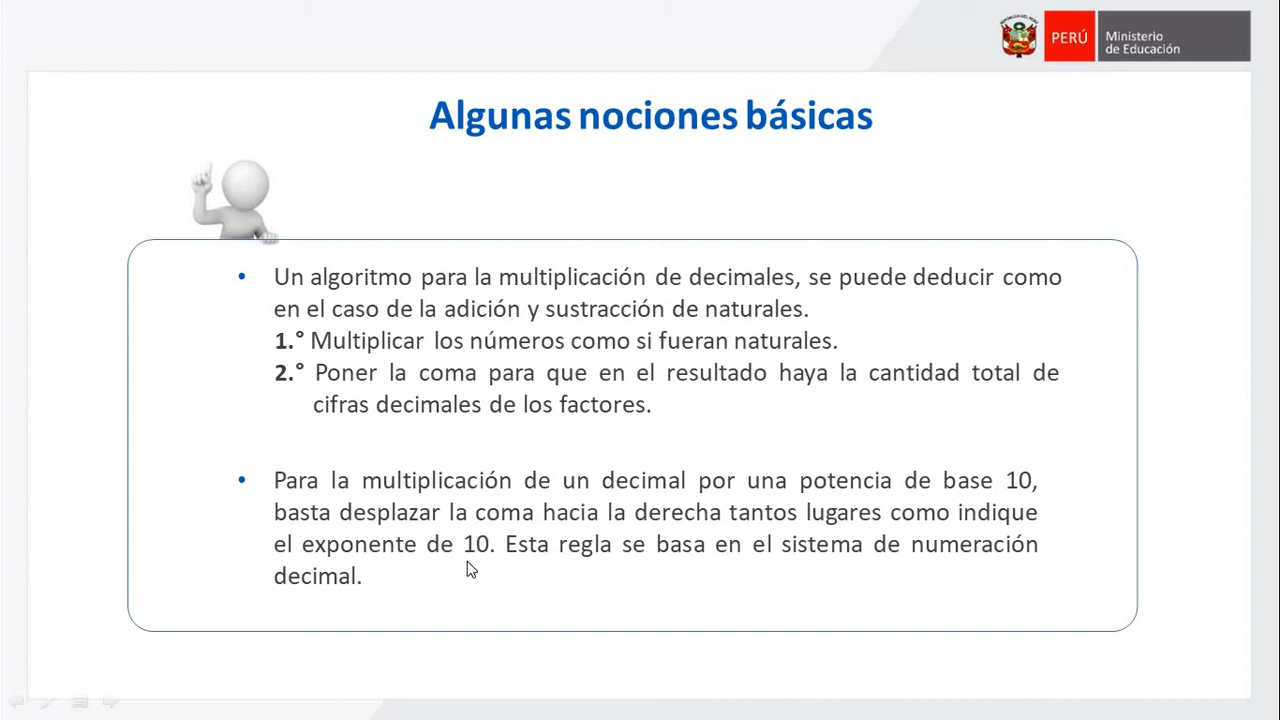 PERÚ
Ministerio
de Educación
Algunas nociones básicas
• Un algoritmo para la multiplicación de decimales, se puede deducir como
en el caso de la adición y sustracción de naturales.
1.° Multiplicar los números como si fueran naturales.
2.° Poner la coma para que en el resultado haya la cantidad total de
cifras decimales de los factores.
• Para la multiplicación de un decimal por una potencia de base 10,
basta desplazar la coma hacia la derecha tantos lugares como indique
el exponente de 10. Esta regla se basa en el sistema de numeración
decimal.